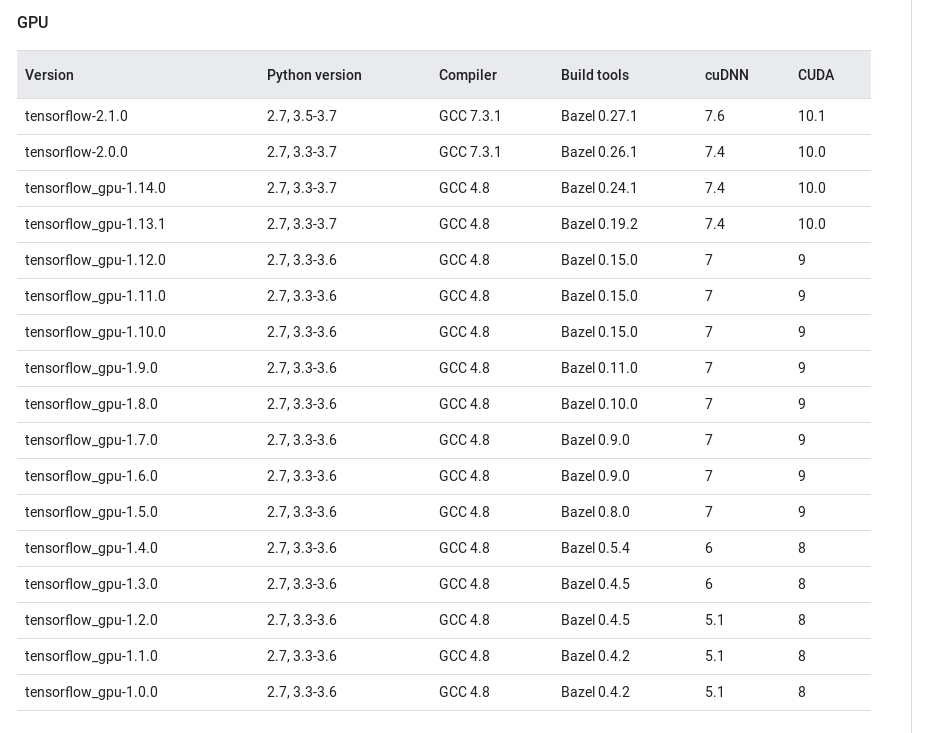 GPU
Version Python version Compiler Build tools cuDNN CUDA
tensorflow-2.1.0 2.7, 3.5-3.7 GCC 7.3.1 Bazel 0.27.1 7.6 10.1
tensorflow-2.0.0 2.7, 3.3-3.7 GCC 7.3.1 Bazel 0.26.1 7.4 10.0
tensorflow_gpu-1.14.0 2.7, 3.3-3.7 GCC 4.8 Bazel 0.24.1 7.4 10.0
tensorflow_gpu-1.13.1 2.7, 3.3-3.7 GCC 4.8 Bazel 0.19.2 7.4 10.0
tensorflow_gpu-1.12.0 2.7, 3.3-3.6 GCC 4.8 Bazel 0.15.0 7 9
tensorflow_gpu-1.11.0 2.7, 3.3-3.6 GCC 4.8 Bazel 0.15.0 7 9
tensorflow_gpu-1.10.0 2.7, 3.3-3.6 GCC 4.8 Bazel 0.15.0 7 9
tensorflow_gpu-1.9.0 2.7, 3.3-3.6 GCC 4.8 Bazel 0.11.0 7 9
tensorflow_gpu-1.8.0 2.7, 3.3-3.6 GCC 4.8 Bazel 0.10.0 7 9
tensorflow_gpu-1.7.0 2.7, 3.3-3.6 GCC 4.8 Bazel 0.9.0 7 9
tensorflow_gpu-1.6.0 2.7, 3.3-3.6 GCC 4.8 Bazel 0.9.0 7 9
tensorflow_gpu-1.5.0 2.7, 3.3-3.6 GCC 4.8 Bazel 0.8.0 7 9
tensorflow_gpu-1.4.0 2.7, 3.3-3.6 GCC 4.8 Bazel 0.5.4 6 8
tensorflow_gpu-1.3.0 2.7, 3.3-3.6 GCC 4.8 Bazel 0.4.5 6 8
tensorflow_gpu-1.2.0 2.7, 3.3-3.6 GCC 4.8 Bazel 0.4.5 5.1 8
tensorflow_gpu-1.1.0 2.7, 3.3-3.6 GCC 4.8 Bazel 0.4.2 5.1 8
tensorflow_gpu-1.0.0 2.7, 3.3-3.6 GCC 4.8 Bazel 0.4.2 5.1 8